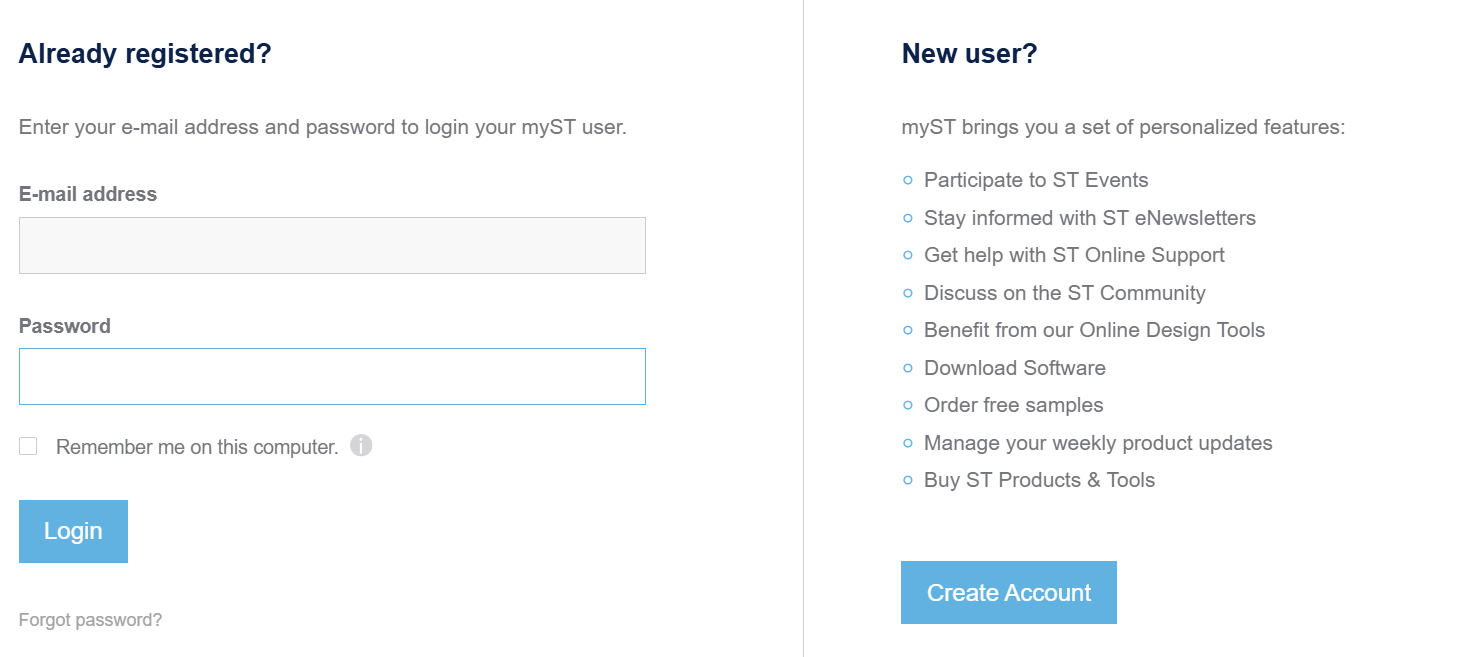 Already registered?
Enter your e-mail address and password to login your myST user.
E-mail address
Password
Remember me on this computer.
Login
Forgot password?
New user?
myST brings you a set of personalized features:
Participate to ST Events
Stay informed with ST eNewsletters
Get help with ST Online Support
Discuss on the ST Community
Benefit from our Online Design Tools
Download Software
Order free samples
Manage your weekly product updates
Buy ST Products & Tools
Create Account